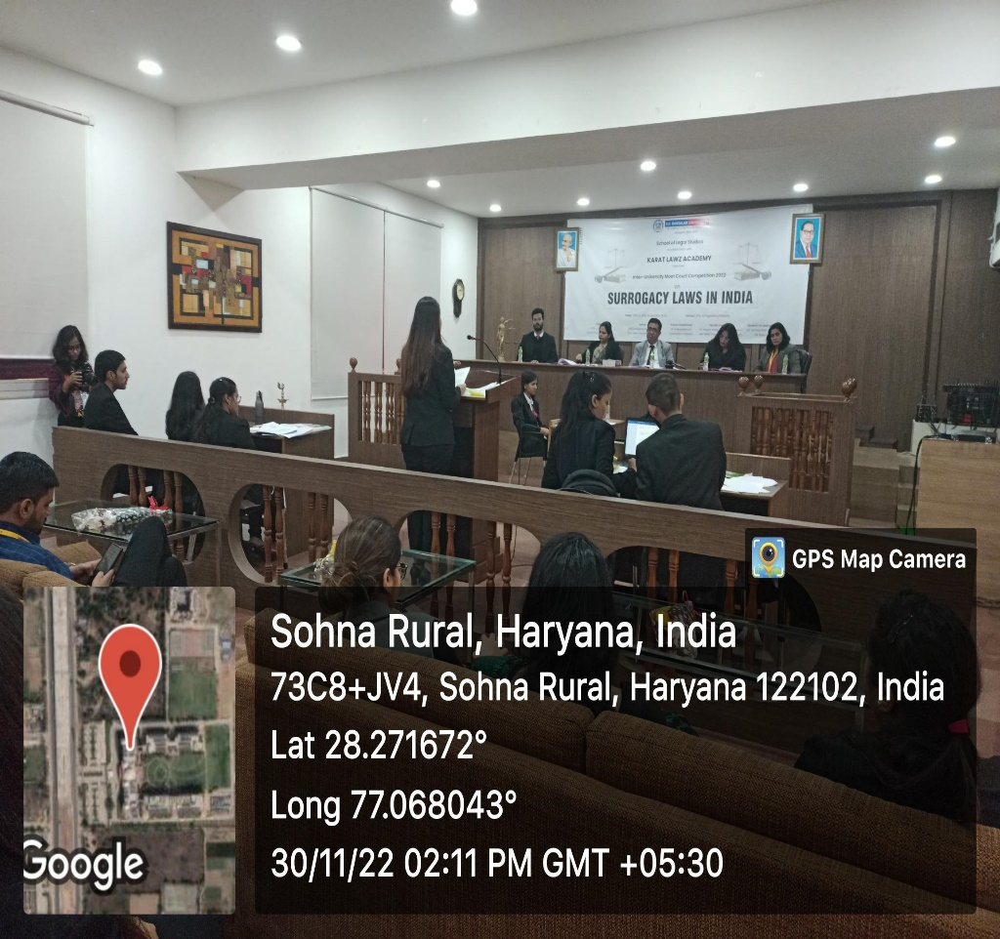 School of Legal Studies
KARAT LAWZ ACADEMY
Inter-University Moot Court Competition 2022
on
SURROGACY LAWS IN INDIA
GPS Map Camera
Sohna Rural, Haryana, India
73C8+JV4, Sohna Rural, Haryana 122102, India
Lat 28.271672°
Long 77.068043°
30/11/22 02:11 PM GMT +05:30
Google